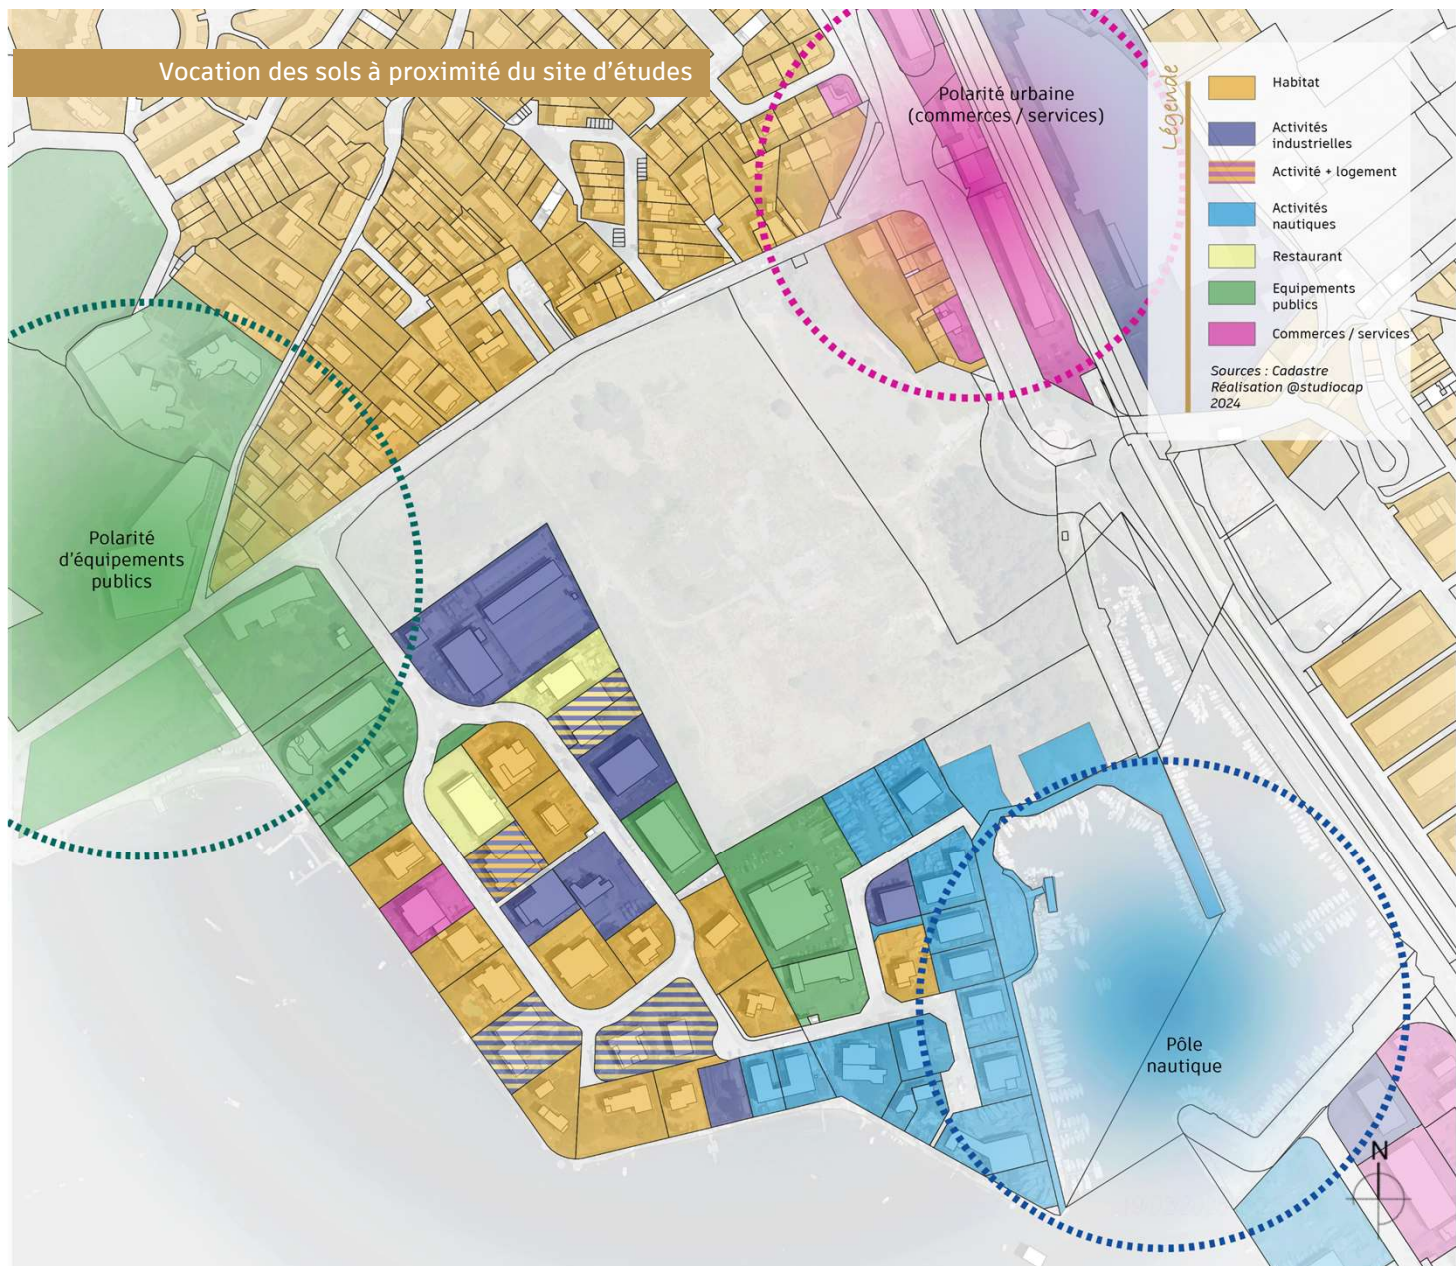 Vocation des sols à proximité du site d’études
Polarité urbaine
(commerces / services)
Légende
Habitat
Activités
industrielles
Activité + logement
Activités
nautiques
Restaurant
Equipements
publics
Commerces / services
Sources : Cadastre
Réalisation @studiocap
2024
Polarité
d’équipements
publics
Pôle
nautique
N